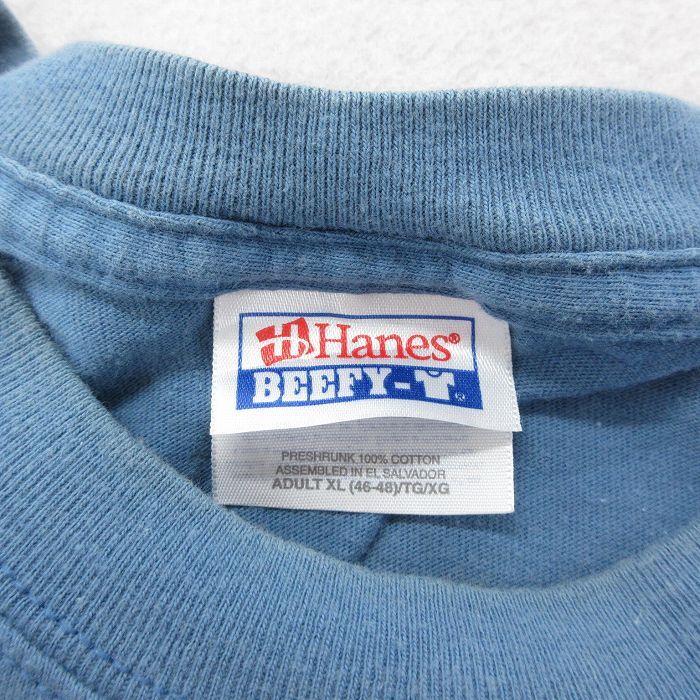 Hanes®
BEEFY-T®
PRESHRUNK 100% COTTON
ASSEMBLED IN EL SALVADOR
ADULT XL (46-48)/TG/XG